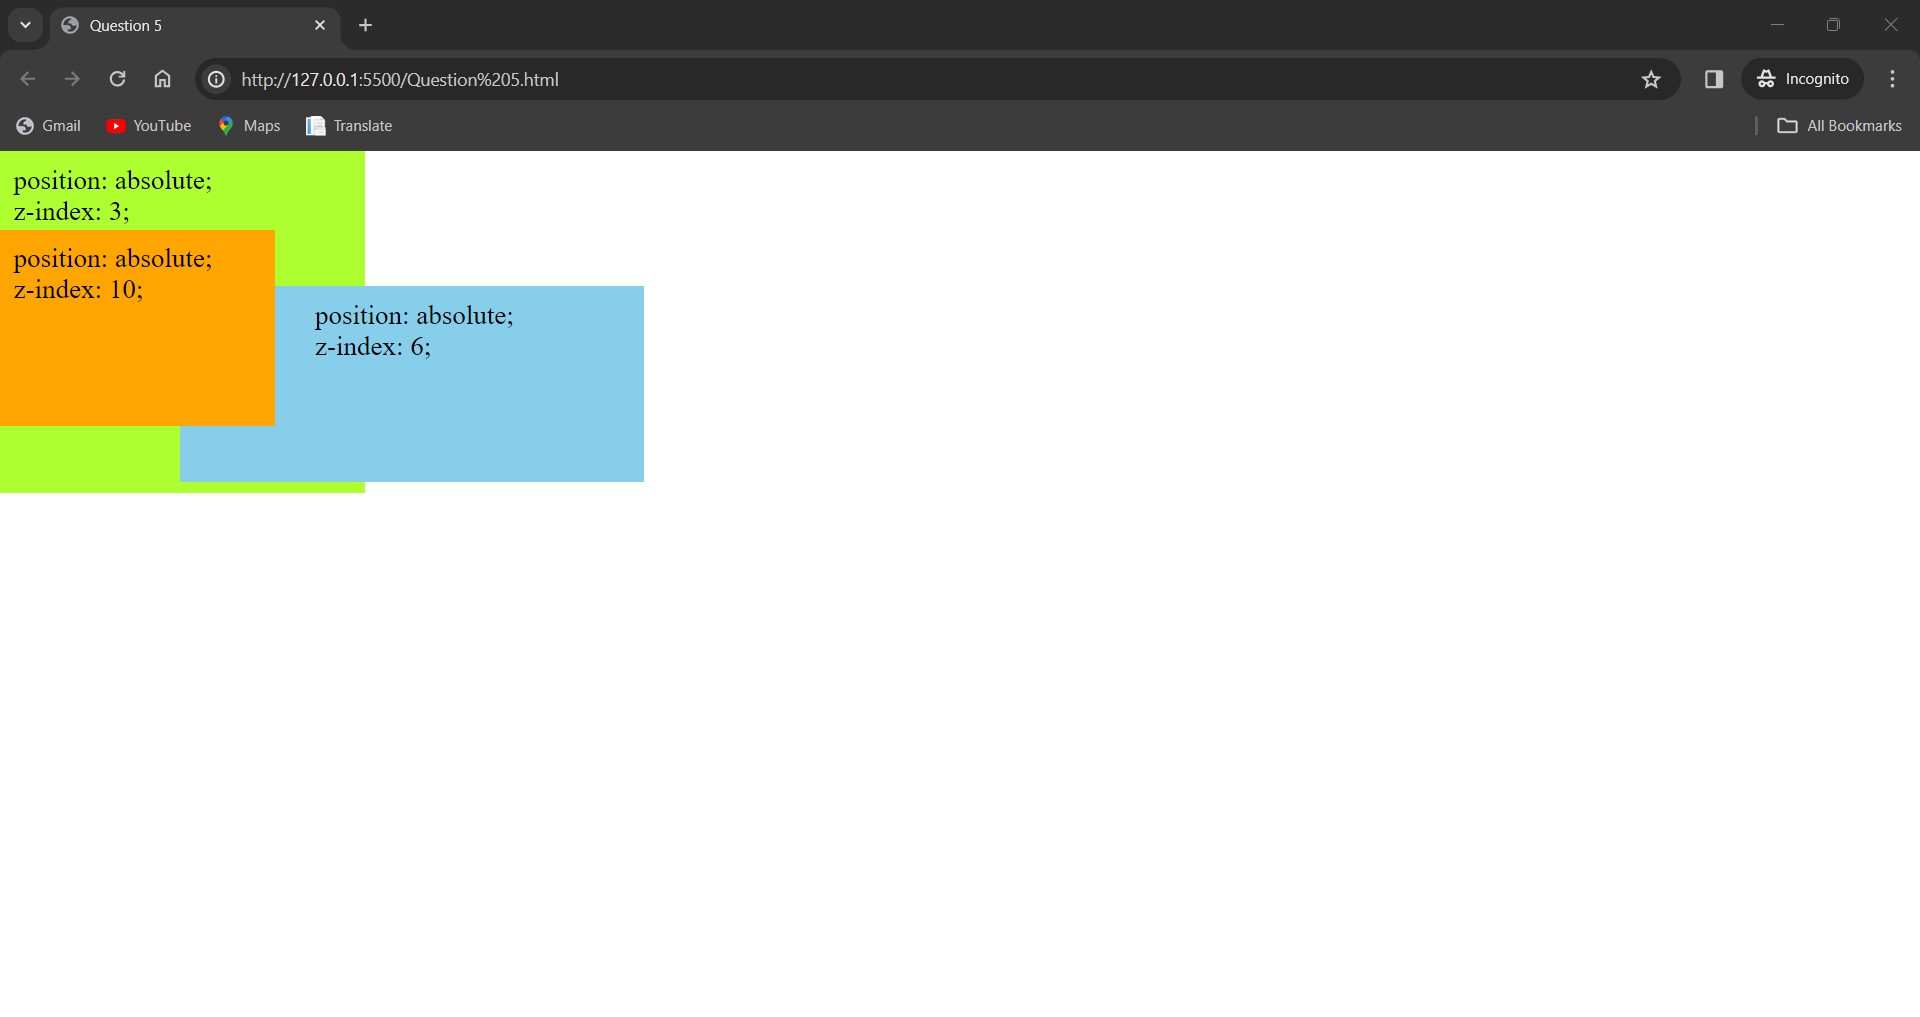 Question 5
http://127.0.0.1:5500/Question%205.html
Incognito
Gmail
YouTube
Maps
Translate
All Bookmarks
position: absolute;
z-index: 3;
position: absolute;
z-index: 10;
position: absolute;
z-index: 6;